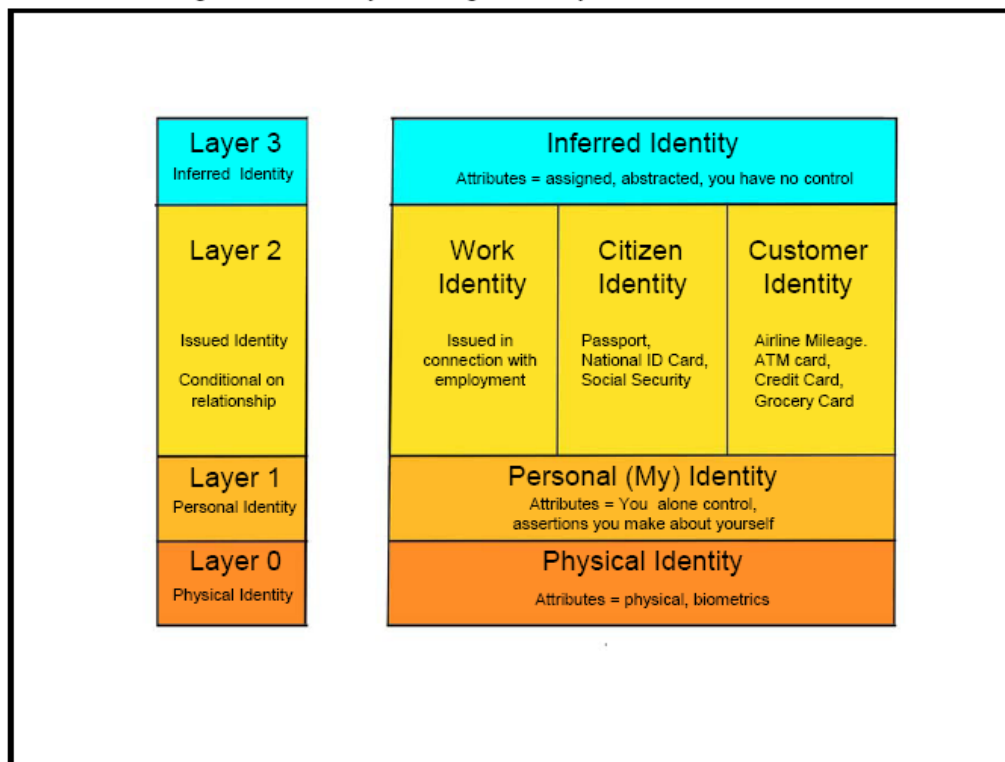 Layer 3
Inferred Identity
Inferred Identity
Attributes = assigned, abstracted, you have no control
Layer 2
Issued Identity
Conditional on
relationship
Work
Identity
Issued in
connection with
employment
Citizen
Identity
Passport,
National ID Card,
Social Security
Customer
Identity
Airline Mileage.
ATM card,
Credit Card,
Grocery Card
Layer 1
Personal Identity
Personal (My) Identity
Attributes = You alone control,
assertions you make about yourself
Layer 0
Physical Identity
Physical Identity
Attributes = physical, biometrics